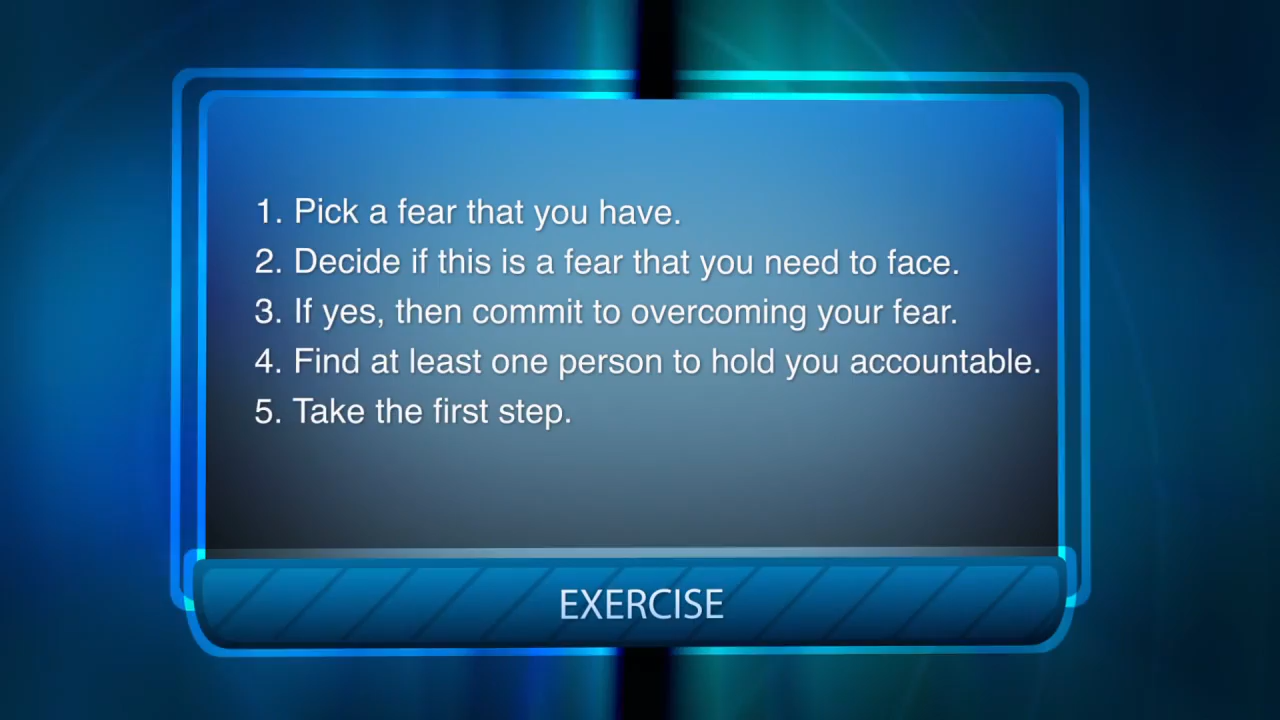 1. Pick a fear that you have.
2. Decide if this is a fear that you need to face.
3. If yes, then commit to overcoming your fear.
4. Find at least one person to hold you accountable.
5. Take the first step.
EXERCISE